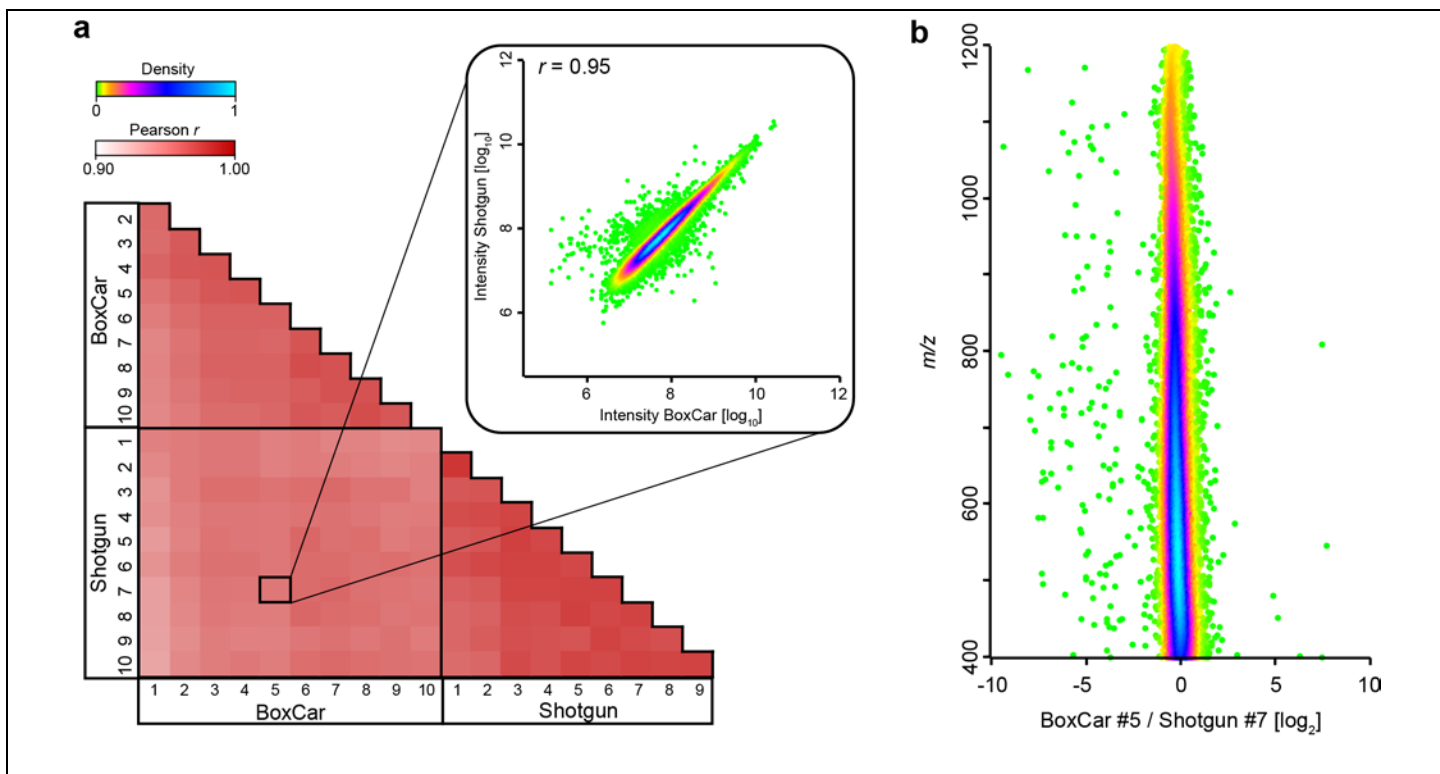 a
Density
0 1
Pearson r
0.90 1.00
BoxCar
2
3
4
5
6
7
8
9
10
Shotgun
1
2
3
4
5
6
7
8
9
10
1 2 3 4 5 6 7 8 9 10
BoxCar
1 2 3 4 5 6 7 8 9
Shotgun
r = 0.95
Intensity Shotgun [log10]
12
10
8
6
6 8 10 12
Intensity BoxCar [log10]
b
m/z
1200
1000
800
600
400
-10 -5 0 5 10
BoxCar #5 / Shotgun #7 [log2]